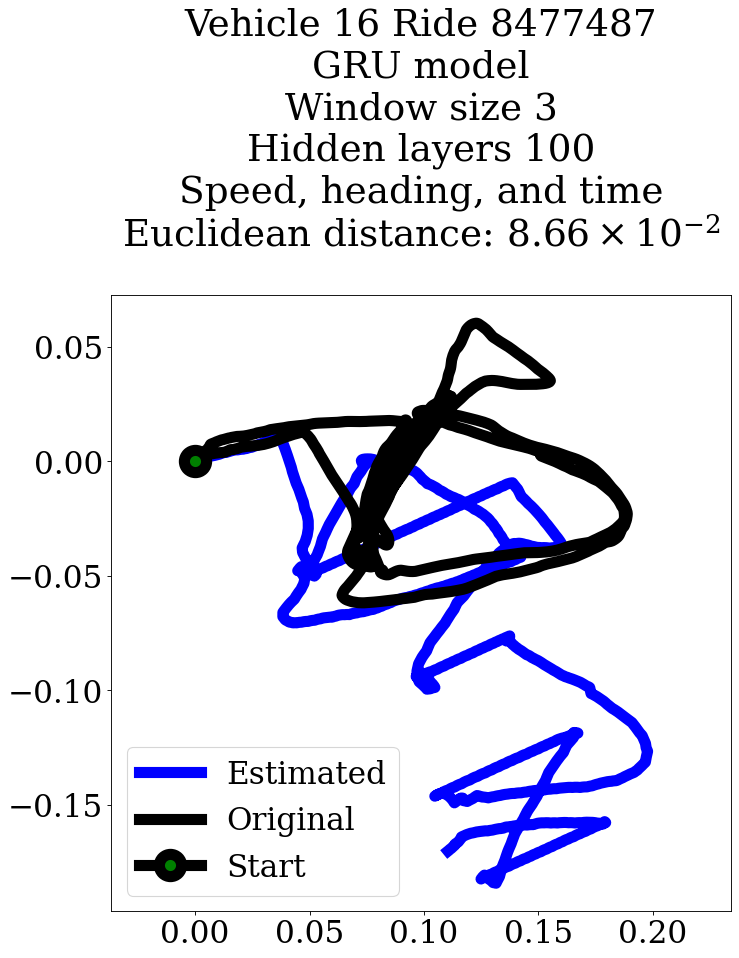 Vehicle 16 Ride 8477487
GRU model
Window size 3
Hidden layers 100
Speed, heading, and time
Euclidean distance: 8.66 × 10⁻²
0.05
0.00
−0.05
−0.10
−0.15
Estimated
Original
Start
0.00 0.05 0.10 0.15 0.20